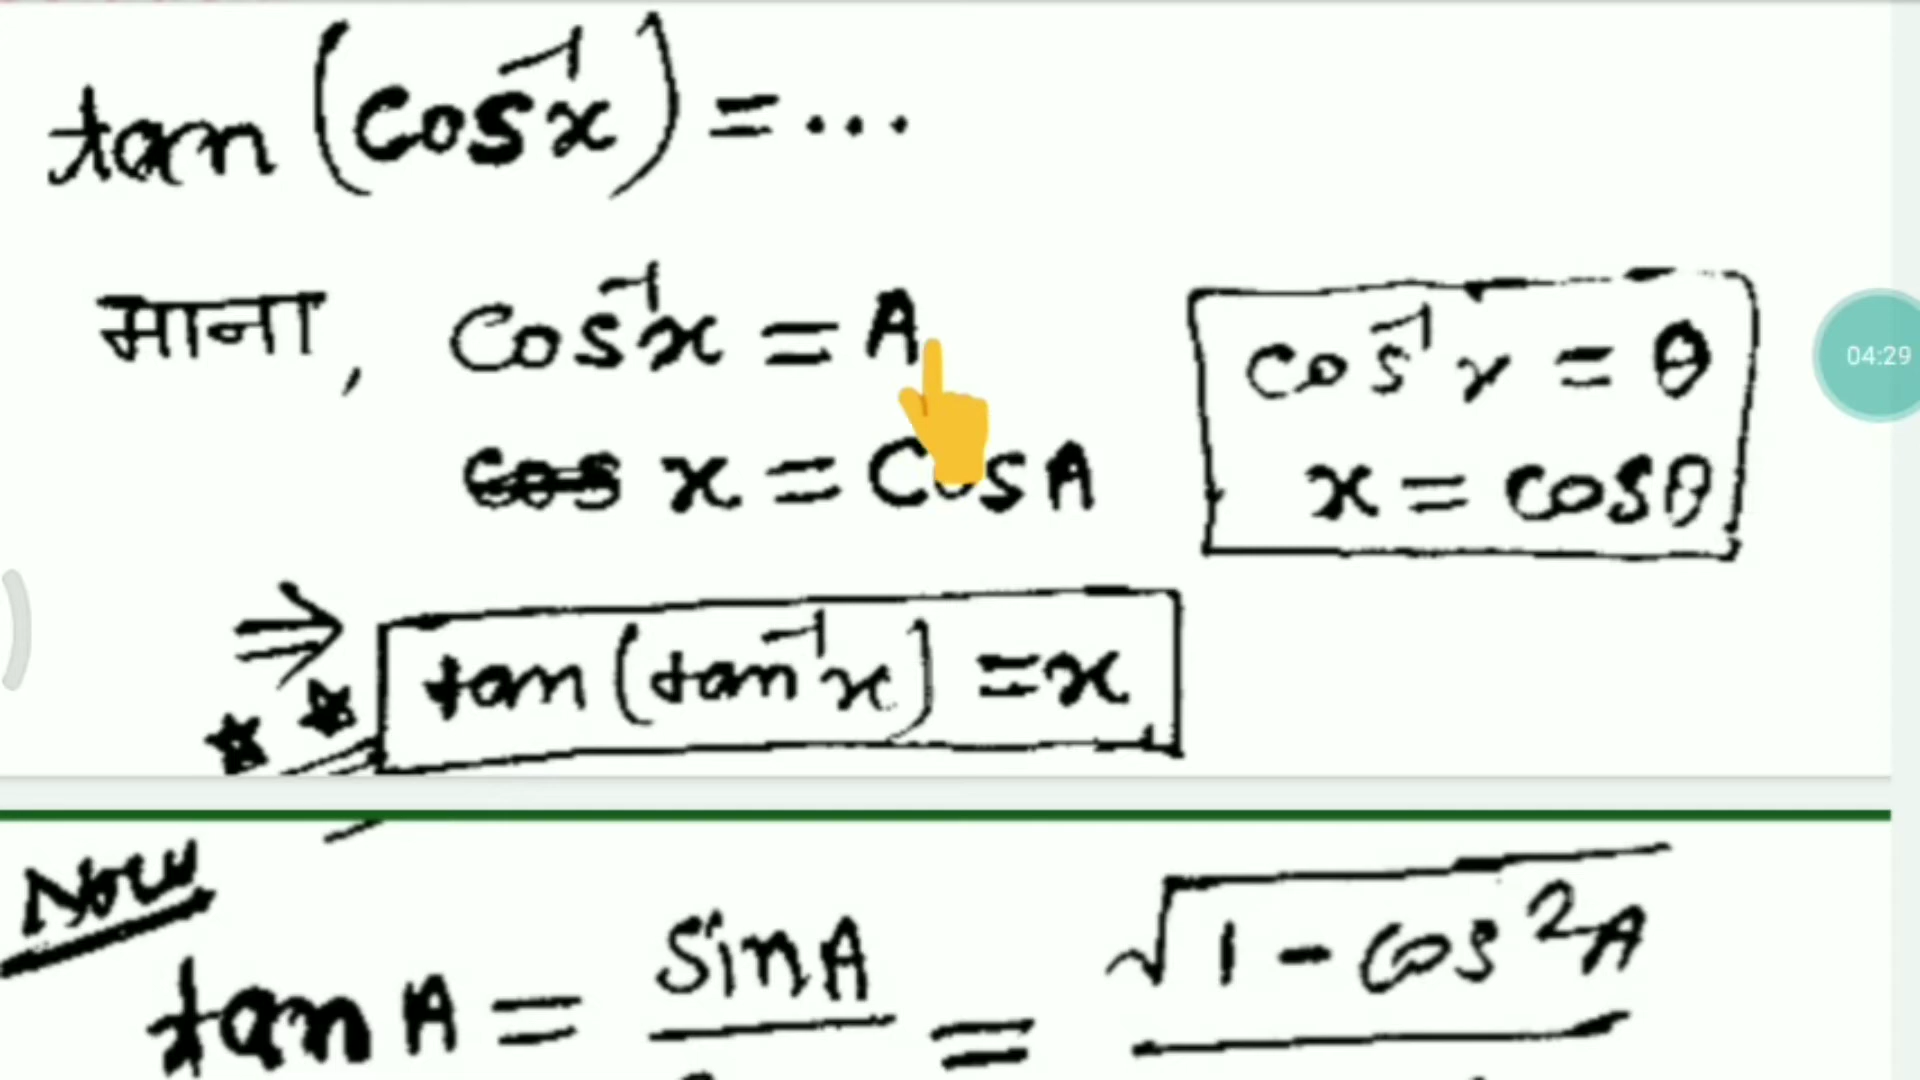 tan (cos⁻¹x) = ...
माना, cos⁻¹x = A
cos⁻¹x = θ
04:29
cos x = cos A
x = cosθ
⇒ tan (tan⁻¹x) = x
Now
tan A = sin A = √1 - cos²A